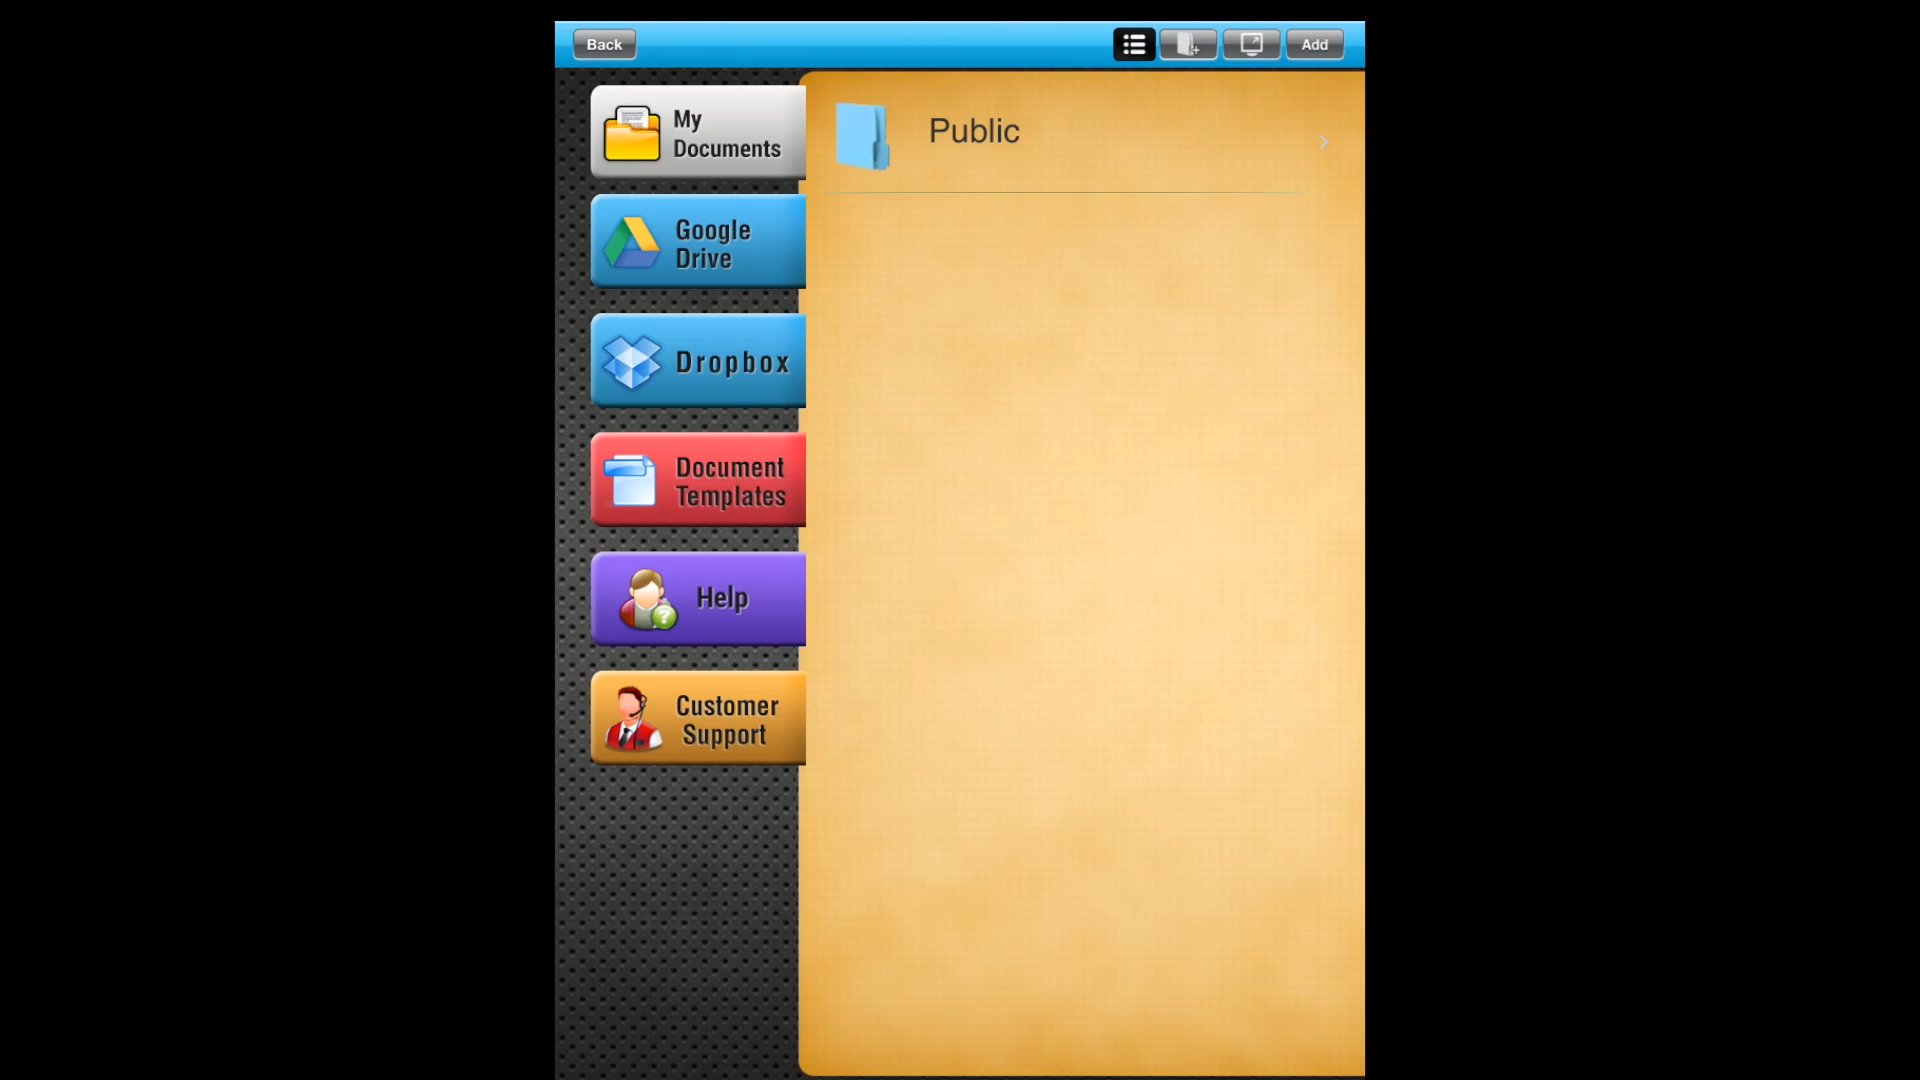 Back
Add
My
Documents
Public
Google
Drive
Dropbox
Document
Templates
Help
Customer
Support